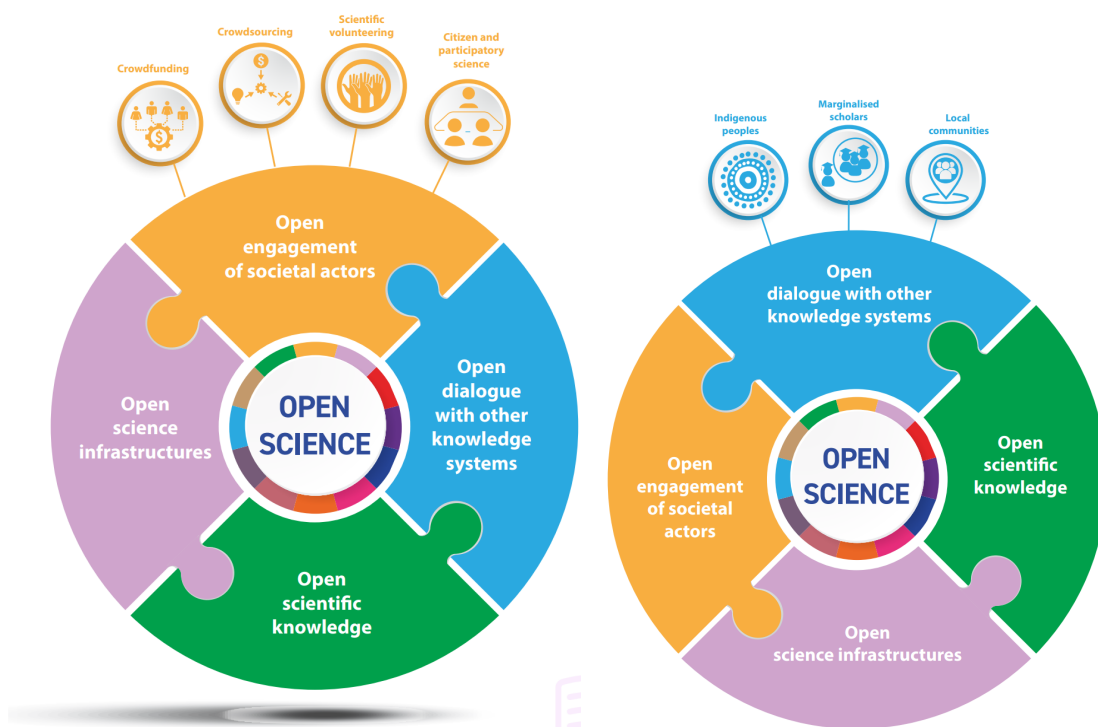 Crowdfunding
Crowdsourcing
Scientific
volunteering
Citizen and
participatory
science
Open
engagement
of societal actors
Open
science
infrastructures
OPEN
SCIENCE
Open
dialogue
with other
knowledge
systems
Open
scientific
knowledge
Indigenous
peoples
Marginalised
scholars
Local
communities
Open
dialogue with other
knowledge systems
Open
engagement
of societal
actors
OPEN
SCIENCE
Open
scientific
knowledge
Open
science infrastructures